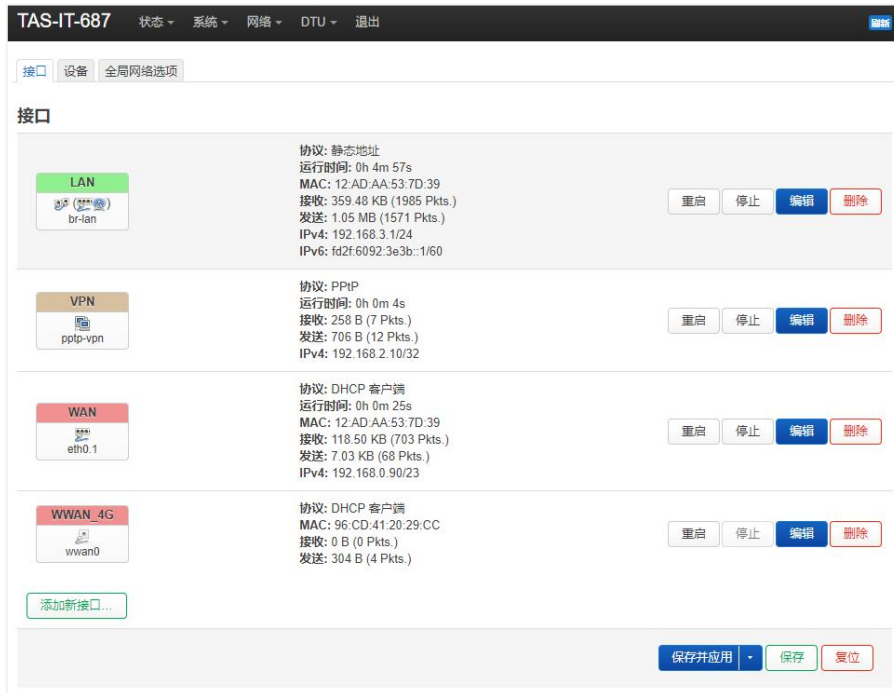 TAS-IT-687 状态 系统 网络 DTU 退出 刷新
接口 设备 全局网络选项
接口
LAN
br-lan
协议: 静态地址
运行时间: 0h 4m 57s
MAC: 12:AD:AA:53:7D:39
接收: 359.48 KB (1985 Pkts.)
发送: 1.05 MB (1571 Pkts.)
IPv4: 192.168.3.1/24
IPv6: fd2f:6092:3e3b::1/60
重启 停止 编辑 删除
VPN
pptp-vpn
协议: PPtP
运行时间: 0h 0m 4s
接收: 258 B (7 Pkts.)
发送: 706 B (12 Pkts.)
IPv4: 192.168.2.10/32
重启 停止 编辑 删除
WAN
eth0.1
协议: DHCP 客户端
运行时间: 0h 0m 25s
MAC: 12:AD:AA:53:7D:39
接收: 118.50 KB (703 Pkts.)
发送: 7.03 KB (68 Pkts.)
IPv4: 192.168.0.90/23
重启 停止 编辑 删除
WWAN_4G
wwan0
协议: DHCP 客户端
MAC: 96:CD:41:20:29:CC
接收: 0 B (0 Pkts.)
发送: 304 B (4 Pkts.)
重启 停止 编辑 删除
添加新接口...
保存并应用 保存 复位